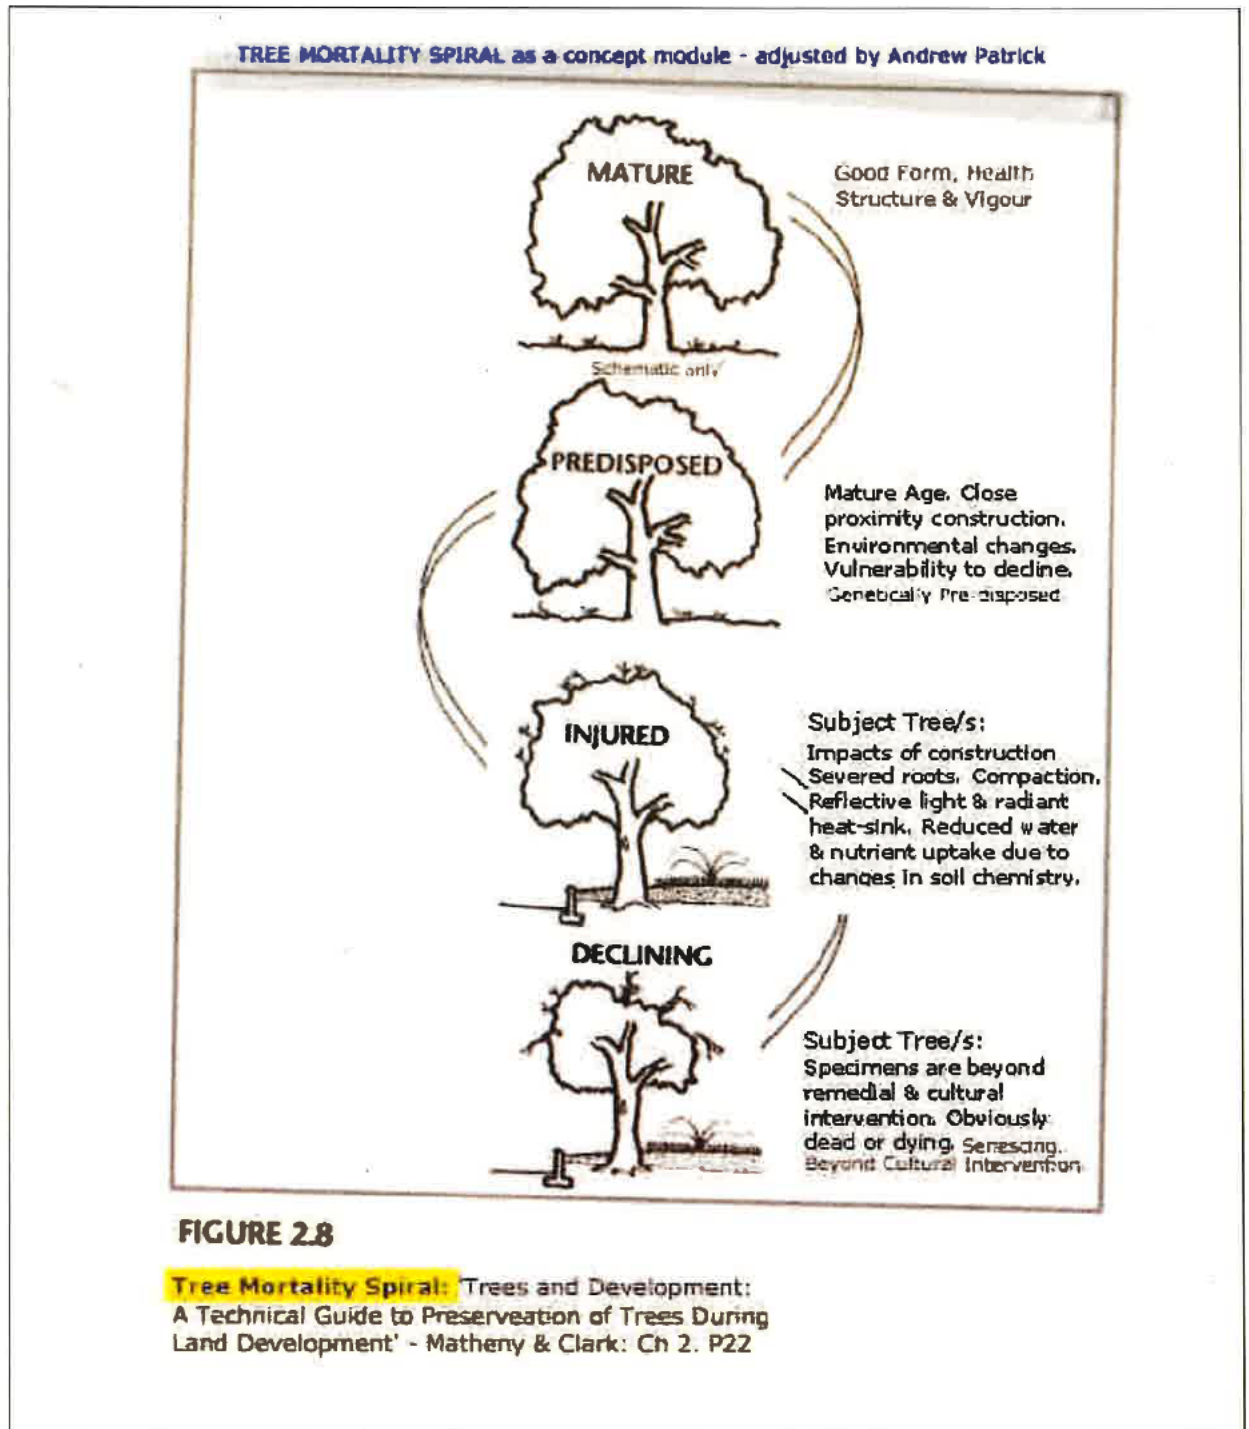 TREE MORTALITY SPIRAL as a concept module - adjusted by Andrew Patrick
MATURE
Good Form, Health
Structure & Vigour
Schematic only
PREDISPOSED
Mature Age. Close
proximity construction.
Environmental changes.
Vulnerability to decline.
Genetically Pre-disposed
INJURED
Subject Tree/s:
Impacts of construction
Severed roots. Compaction.
Reflective light & radiant
heat-sink. Reduced water
& nutrient uptake due to
changes in soil chemistry.
DECLINING
Subject Tree/s:
Specimens are beyond
remedial & cultural
intervention. Obviously
dead or dying. Senescing.
Beyond Cultural Intervention
FIGURE 2.8
Tree Mortality Spiral: 'Trees and Development:
A Technical Guide to Preserveation of Trees During
Land Development' - Matheny & Clark: Ch 2. P22